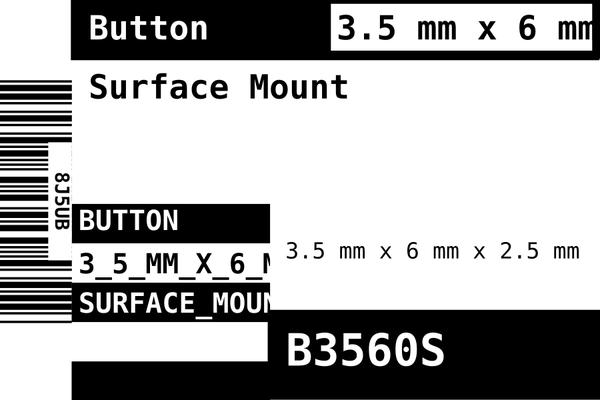 Button
3.5 mm x 6 mm
Surface Mount
8J5UB
BUTTON
3_5_MM_X_6_M
3.5 mm x 6 mm x 2.5 mm
SURFACE_MOUN
B3560S